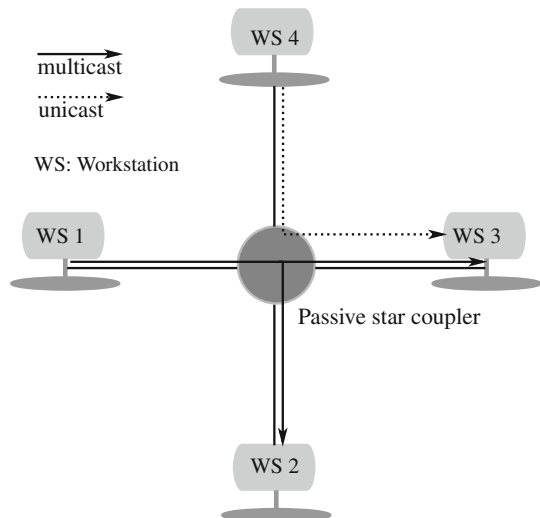 WS 4
multicast
unicast
WS: Workstation
WS 1
WS 3
Passive star coupler
WS 2